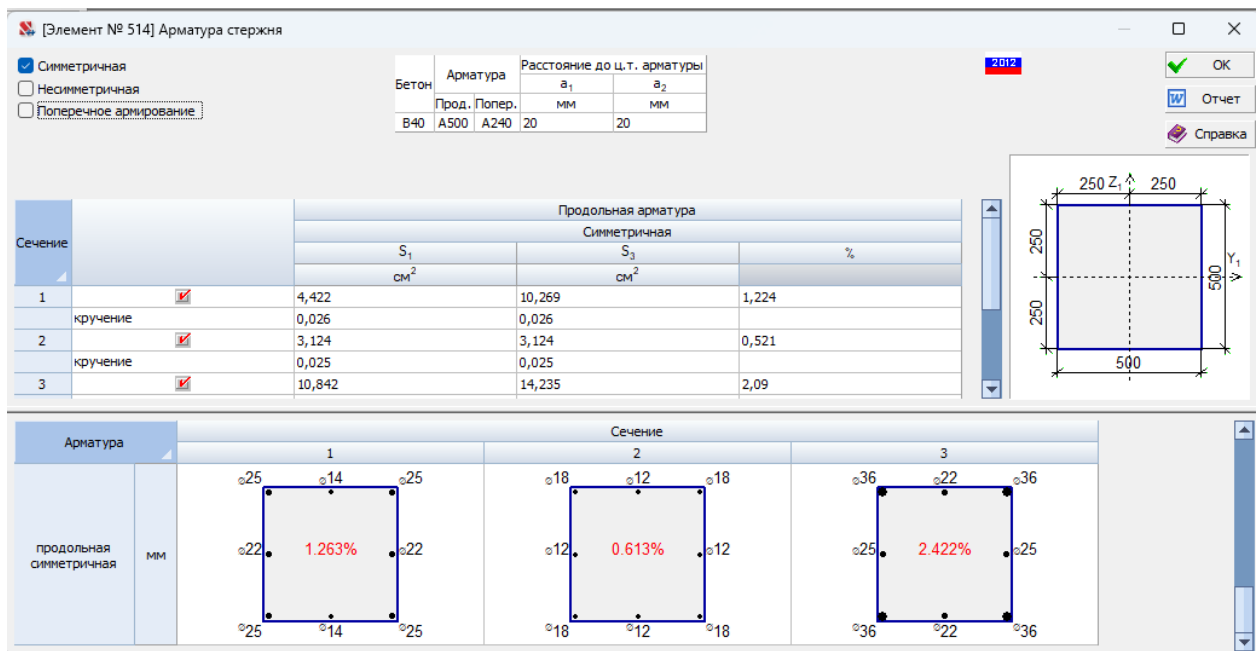 [Элемент № 514] Арматура стержня
Симметричная
Несимметричная
Поперечное армирование
Бетон Арматура Расстояние до ц.т. арматуры
a1 a2
Прод. Попер. мм мм
B40 A500 A240 20 20
2012
OK
W Отчет
Справка
Сечение Продольная арматура
Симметричная
S1 S3 %
см2 см2
1 4,422 10,269 1,224
кручение 0,026 0,026
2 3,124 3,124 0,521
кручение 0,025 0,025
3 10,842 14,235 2,09
250 Z1 250
250
Y1
500
250
500
Арматура Сечение
1 2 3
продольная симметричная мм
⌀25 ⌀14 ⌀25 ⌀18 ⌀12 ⌀18 ⌀36 ⌀22 ⌀36
⌀22 1.263% ⌀22 ⌀12 0.613% ⌀12 ⌀25 2.422% ⌀25
⌀25 ⌀14 ⌀25 ⌀18 ⌀12 ⌀18 ⌀36 ⌀22 ⌀36